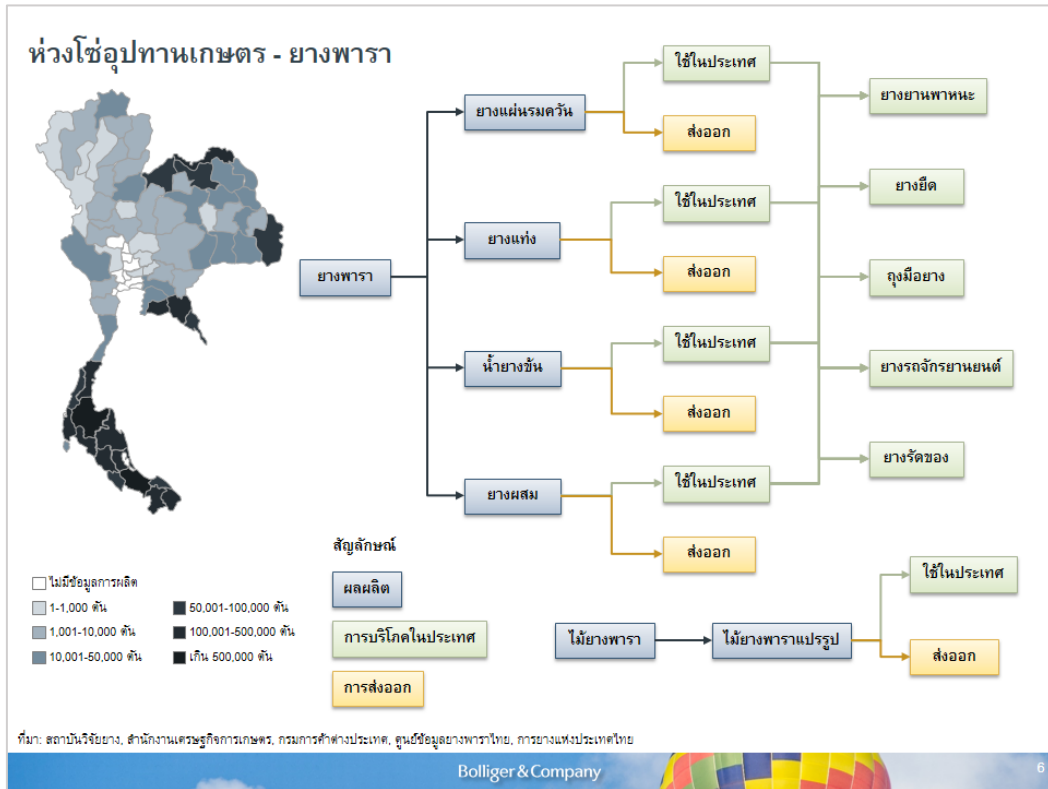 ห่วงโซ่อุปทานเกษตร - ยางพารา
ยางพารา
ยางแผ่นรมควัน
ใช้ในประเทศ
ส่งออก
ยางแท่ง
ใช้ในประเทศ
ส่งออก
น้ำยางข้น
ใช้ในประเทศ
ส่งออก
ยางผสม
ใช้ในประเทศ
ส่งออก
ยางยานพาหนะ
ยางยืด
ถุงมือยาง
ยางรถจักรยานยนต์
ยางรัดของ
ไม่มีข้อมูลการผลิต
1-1,000 ตัน
1,001-10,000 ตัน
10,001-50,000 ตัน
50,001-100,000 ตัน
100,001-500,000 ตัน
เกิน 500,000 ตัน
สัญลักษณ์
ผลผลิต
การบริโภคในประเทศ
การส่งออก
ไม้ยางพารา
ไม้ยางพาราแปรรูป
ใช้ในประเทศ
ส่งออก
ที่มา: สถาบันวิจัยยาง, สำนักงานเศรษฐกิจการเกษตร, กรมการค้าต่างประเทศ, ศูนย์ข้อมูลยางพาราไทย, การยางแห่งประเทศไทย
Bolliger & Company
6